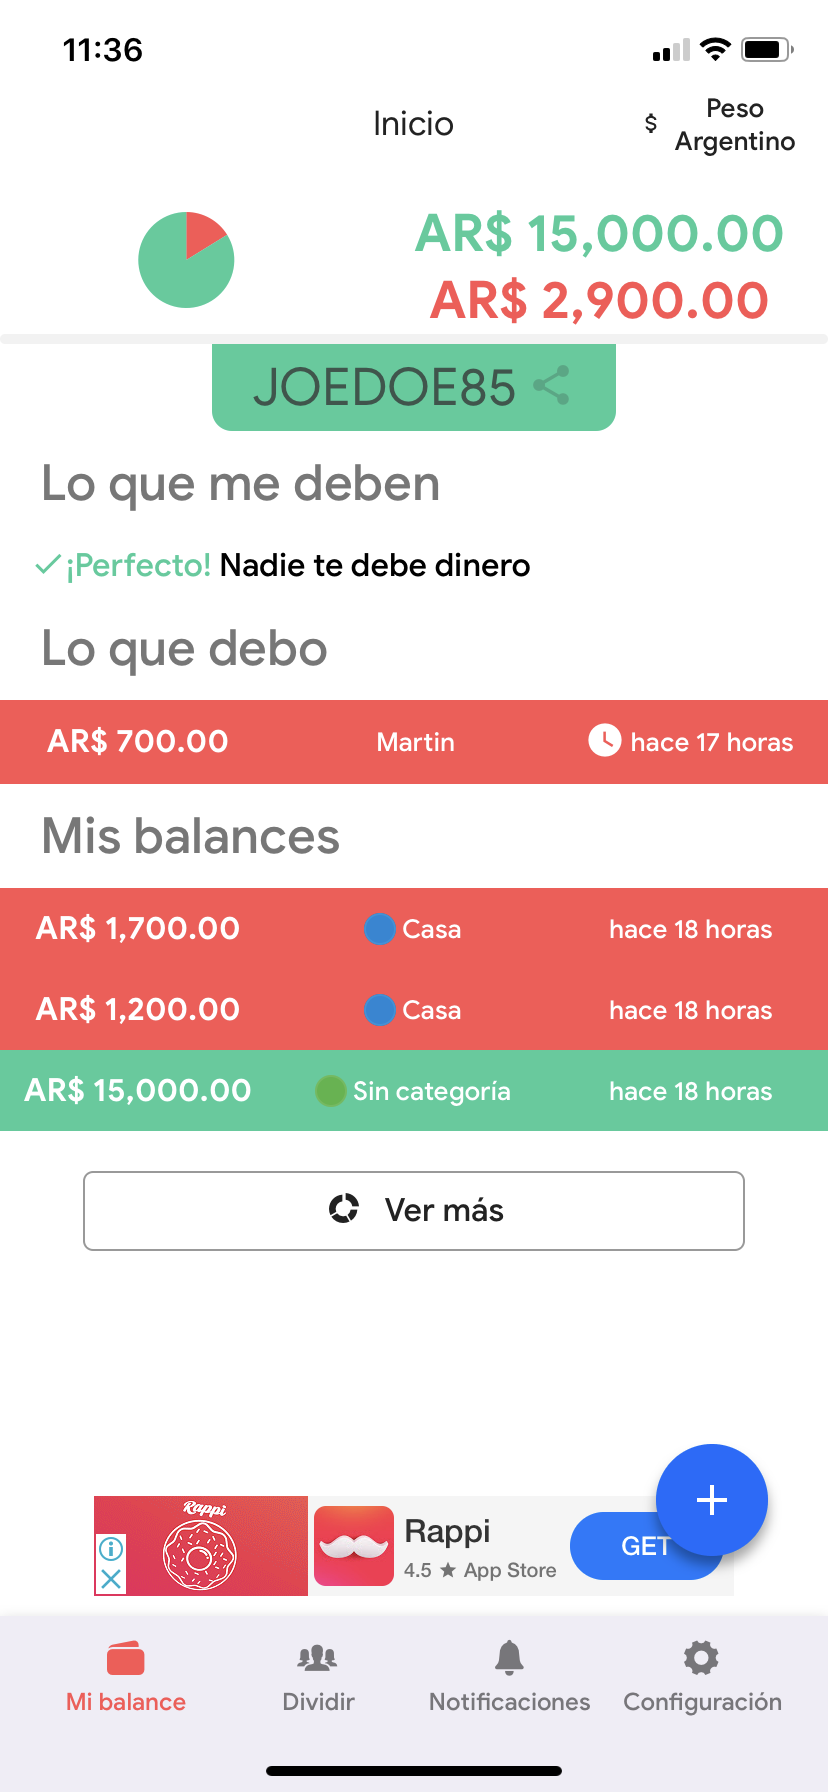 11:36
Inicio
$ Peso
Argentino
AR$ 15,000.00
AR$ 2,900.00
JOEDOE85
Lo que me deben
¡Perfecto! Nadie te debe dinero
Lo que debo
AR$ 700.00 Martin hace 17 horas
Mis balances
AR$ 1,700.00 Casa hace 18 horas
AR$ 1,200.00 Casa hace 18 horas
AR$ 15,000.00 Sin categoría hace 18 horas
Ver más
Rappi
Rappi
4.5 ★ App Store
GET
Mi balance Dividir Notificaciones Configuración